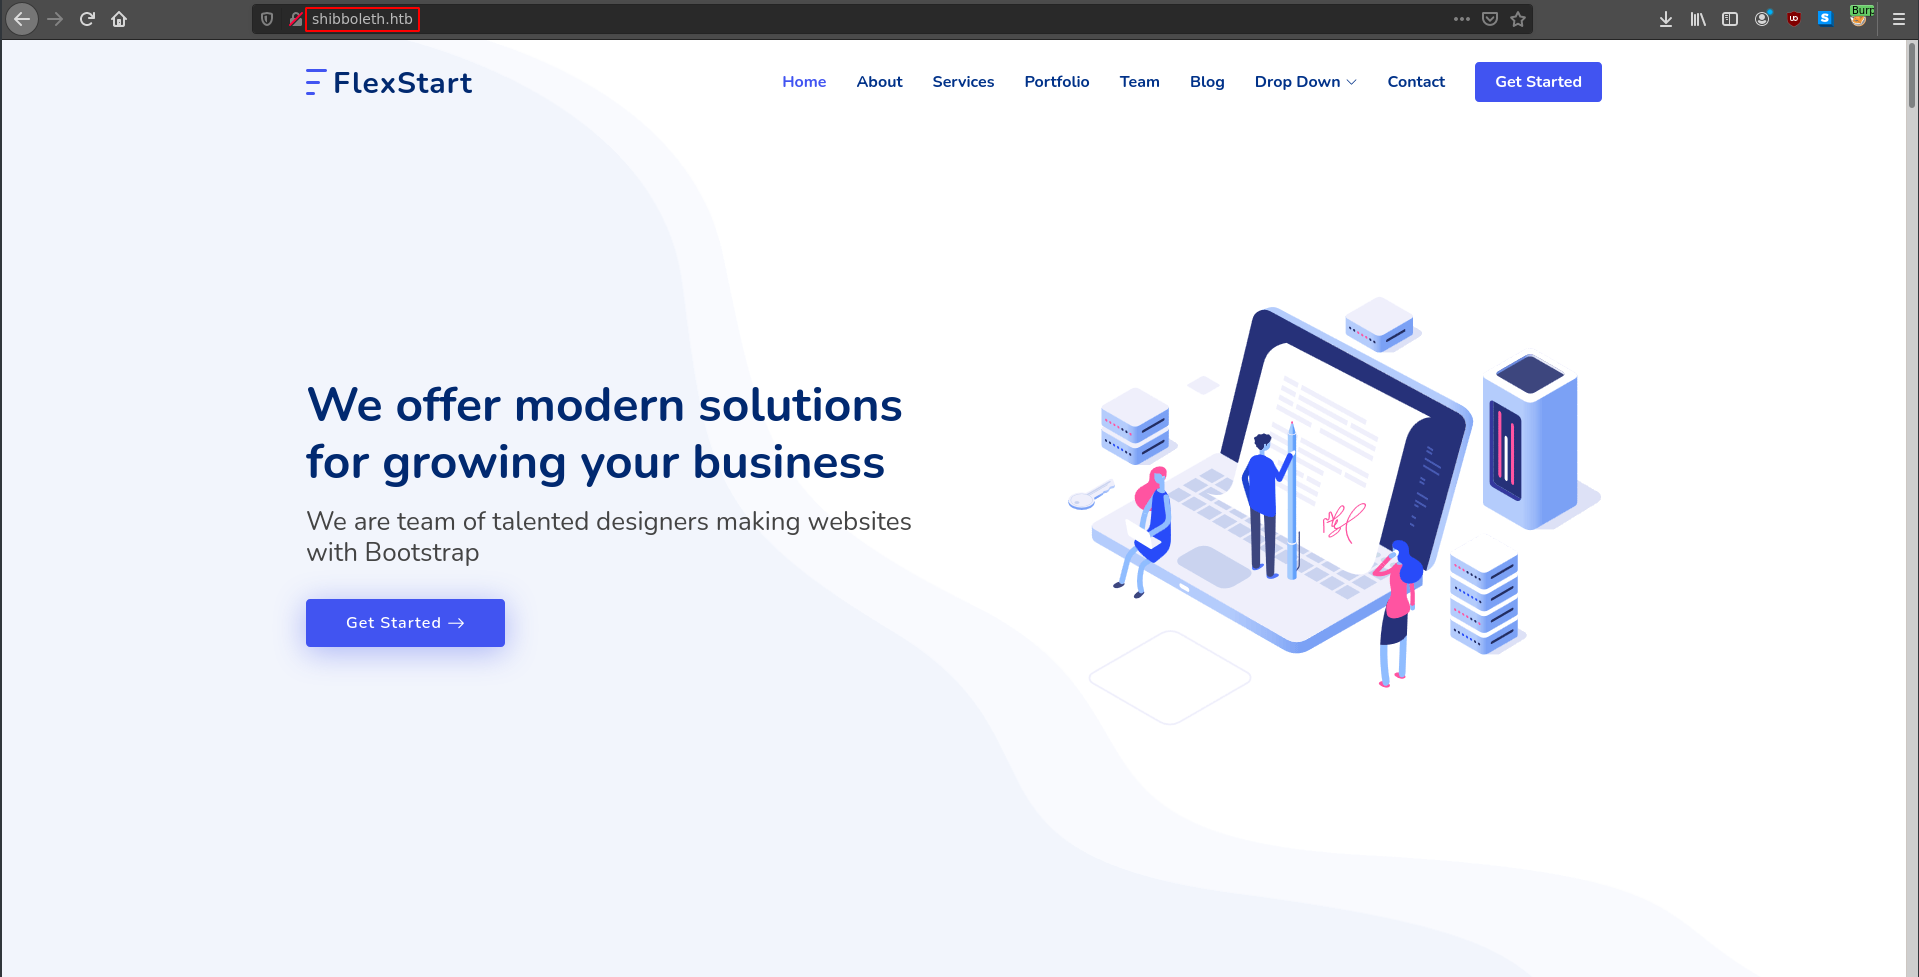 shibboleth.htb
Burp
FlexStart
Home About Services Portfolio Team Blog Drop Down Contact Get Started
We offer modern solutions
for growing your business
We are team of talented designers making websites
with Bootstrap
Get Started →